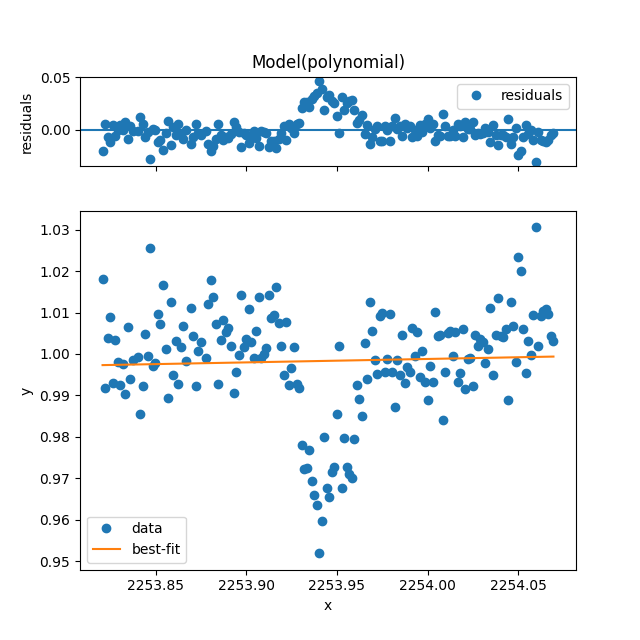 Model(polynomial)
0.05
0.00
residuals
residuals
1.03
1.02
1.01
1.00
0.99
0.98
0.97
0.96
0.95
y
data
best-fit
2253.85
2253.90
2253.95
2254.00
2254.05
x